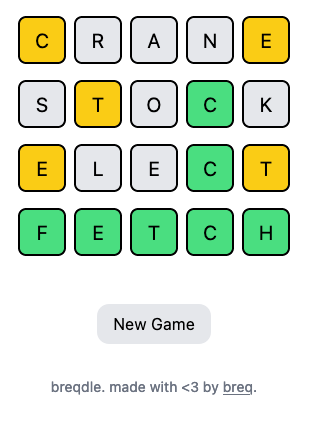 C R A N E
S T O C K
E L E C T
F E T C H
New Game
breqdle. made with <3 by breq.